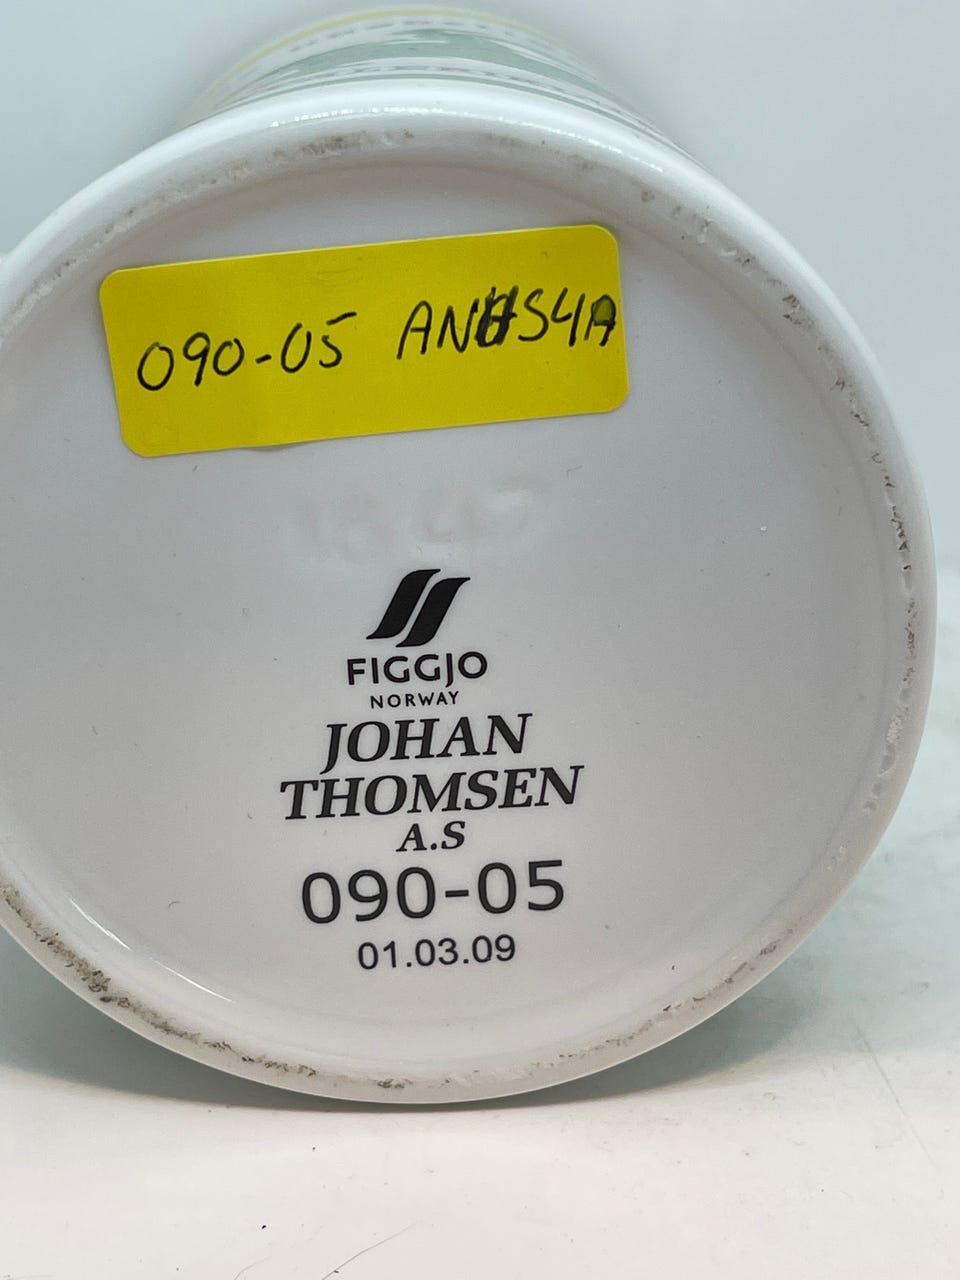 090-05
FIGGJO
NORWAY
JOHAN
THOMSEN
A.S
090-05
01.03.09